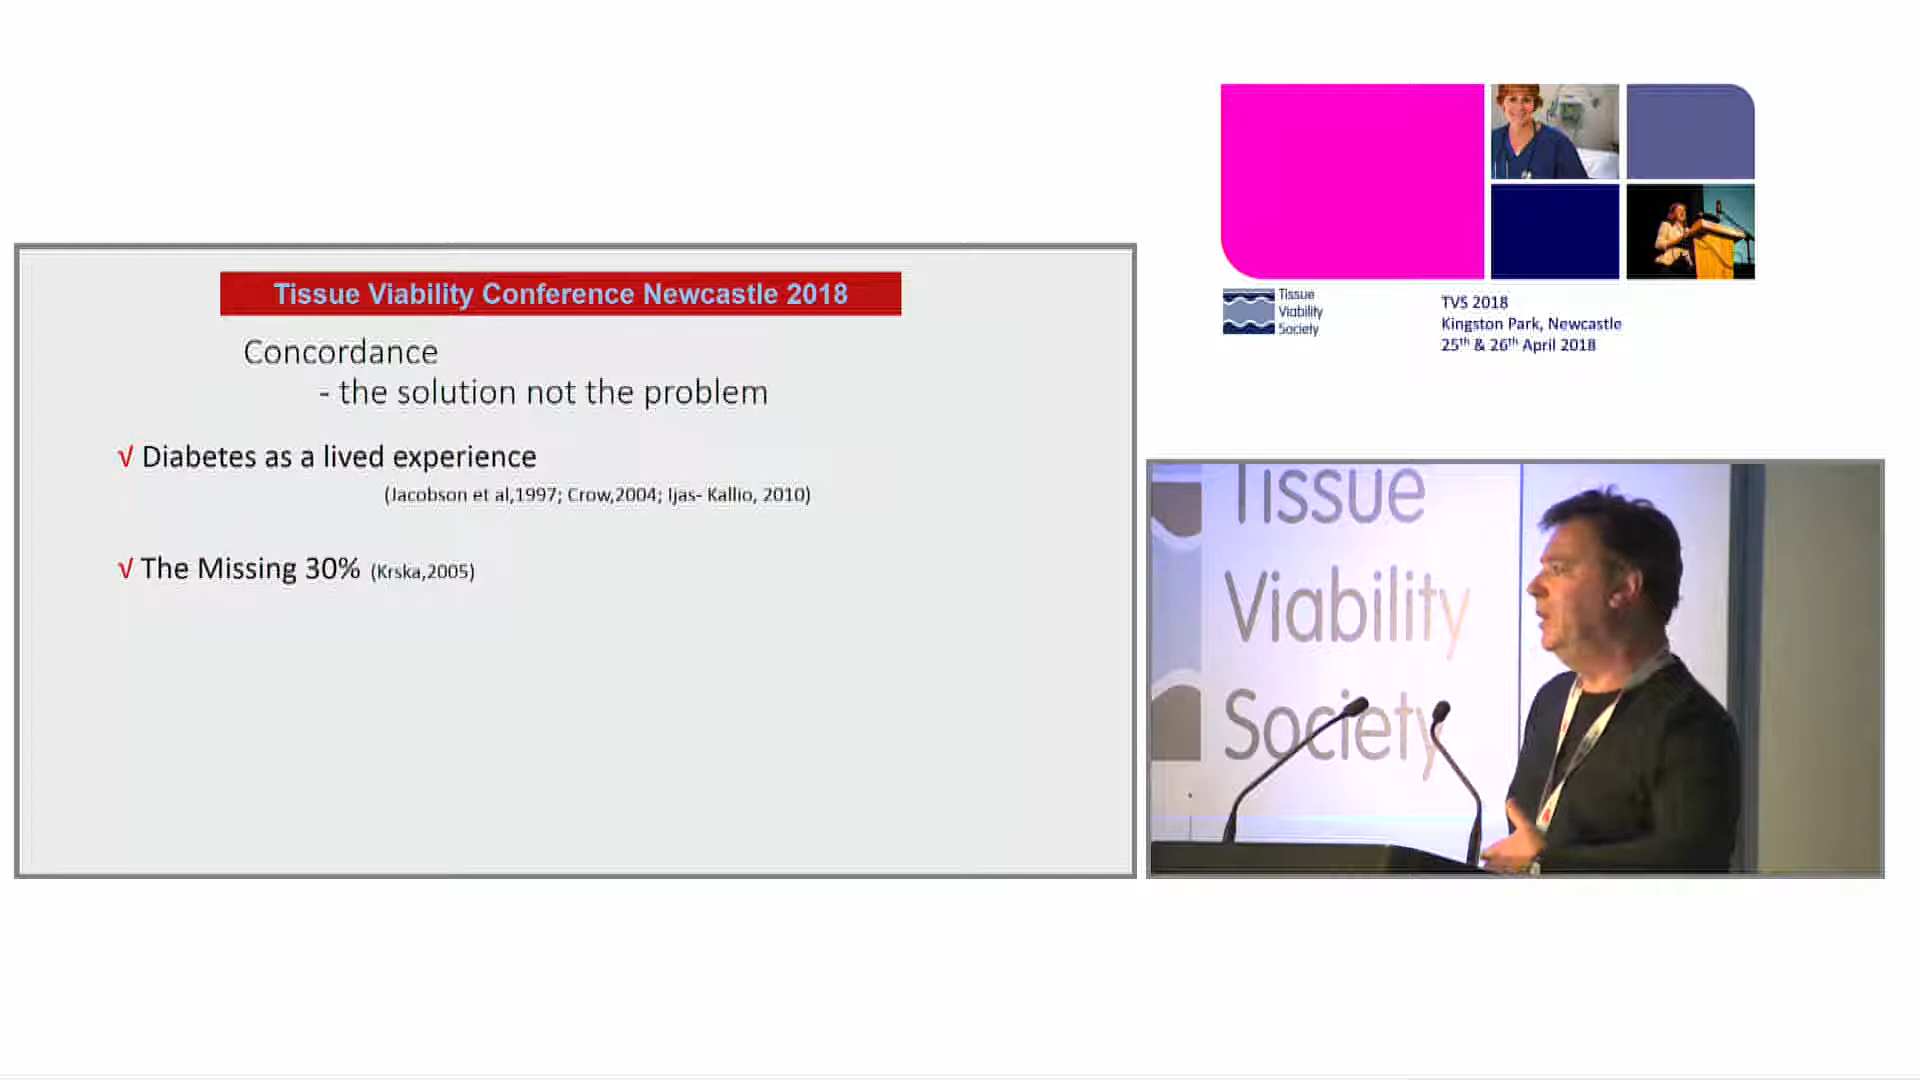 Tissue Viability Conference Newcastle 2018
Concordance
- the solution not the problem
√ Diabetes as a lived experience
(Jacobson et al,1997; Crow,2004; Ijas- Kallio, 2010)
√ The Missing 30% (Krska,2005)
Tissue
Viability
Society
TVS 2018
Kingston Park, Newcastle
25th & 26th April 2018
Tissue
Viability
Society